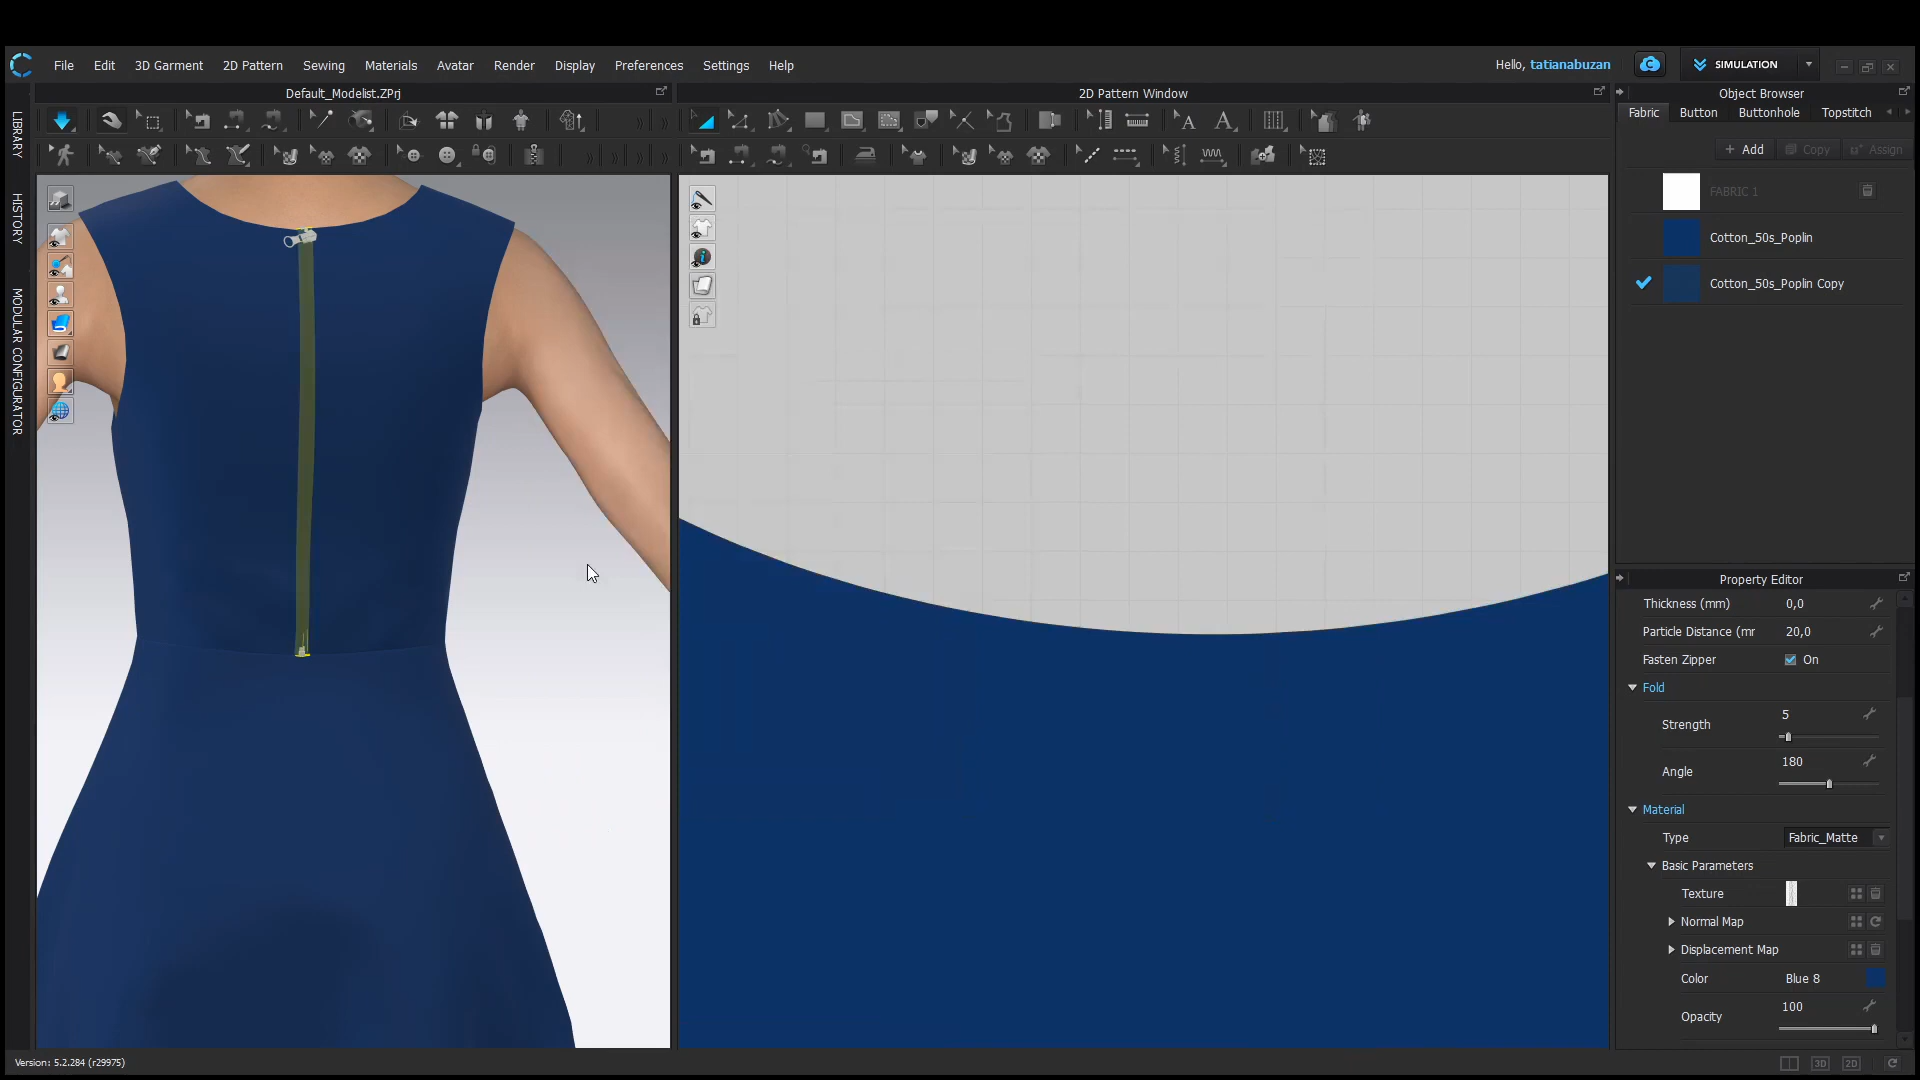 File Edit 3D Garment 2D Pattern Sewing Materials Avatar Render Display Preferences Settings Help
Hello, tatianabuzan
SIMULATION
Default_Modelist.ZPrj
2D Pattern Window
Object Browser
LIBRARY
HISTORY
MODULAR CONFIGURATOR
Fabric Button Buttonhole Topstitch
+ Add Copy Assign
FABRIC 1
Cotton_50s_Poplin
Cotton_50s_Poplin Copy
Property Editor
Thickness (mm) 0,0
Particle Distance (mr 20,0
Fasten Zipper On
Fold
Strength 5
Angle 180
Material
Type Fabric_Matte
Basic Parameters
Texture
Normal Map
Displacement Map
Color Blue 8
Opacity 100
Version: 5.2.284 (r29975)
3D 2D